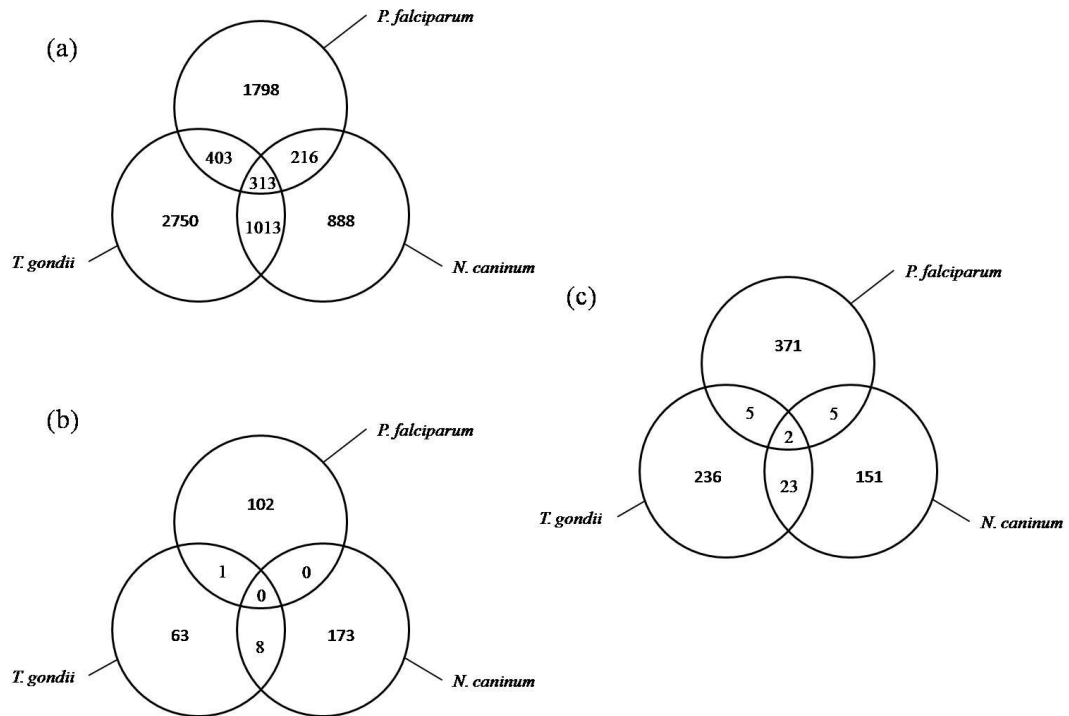 (a)
P. falciparum
1798
403
216
313
2750
1013
888
T. gondii
N. caninum
(b)
P. falciparum
102
1
0
0
63
8
173
T. gondii
N. caninum
(c)
P. falciparum
371
5
5
2
236
23
151
T. gondii
N. caninum